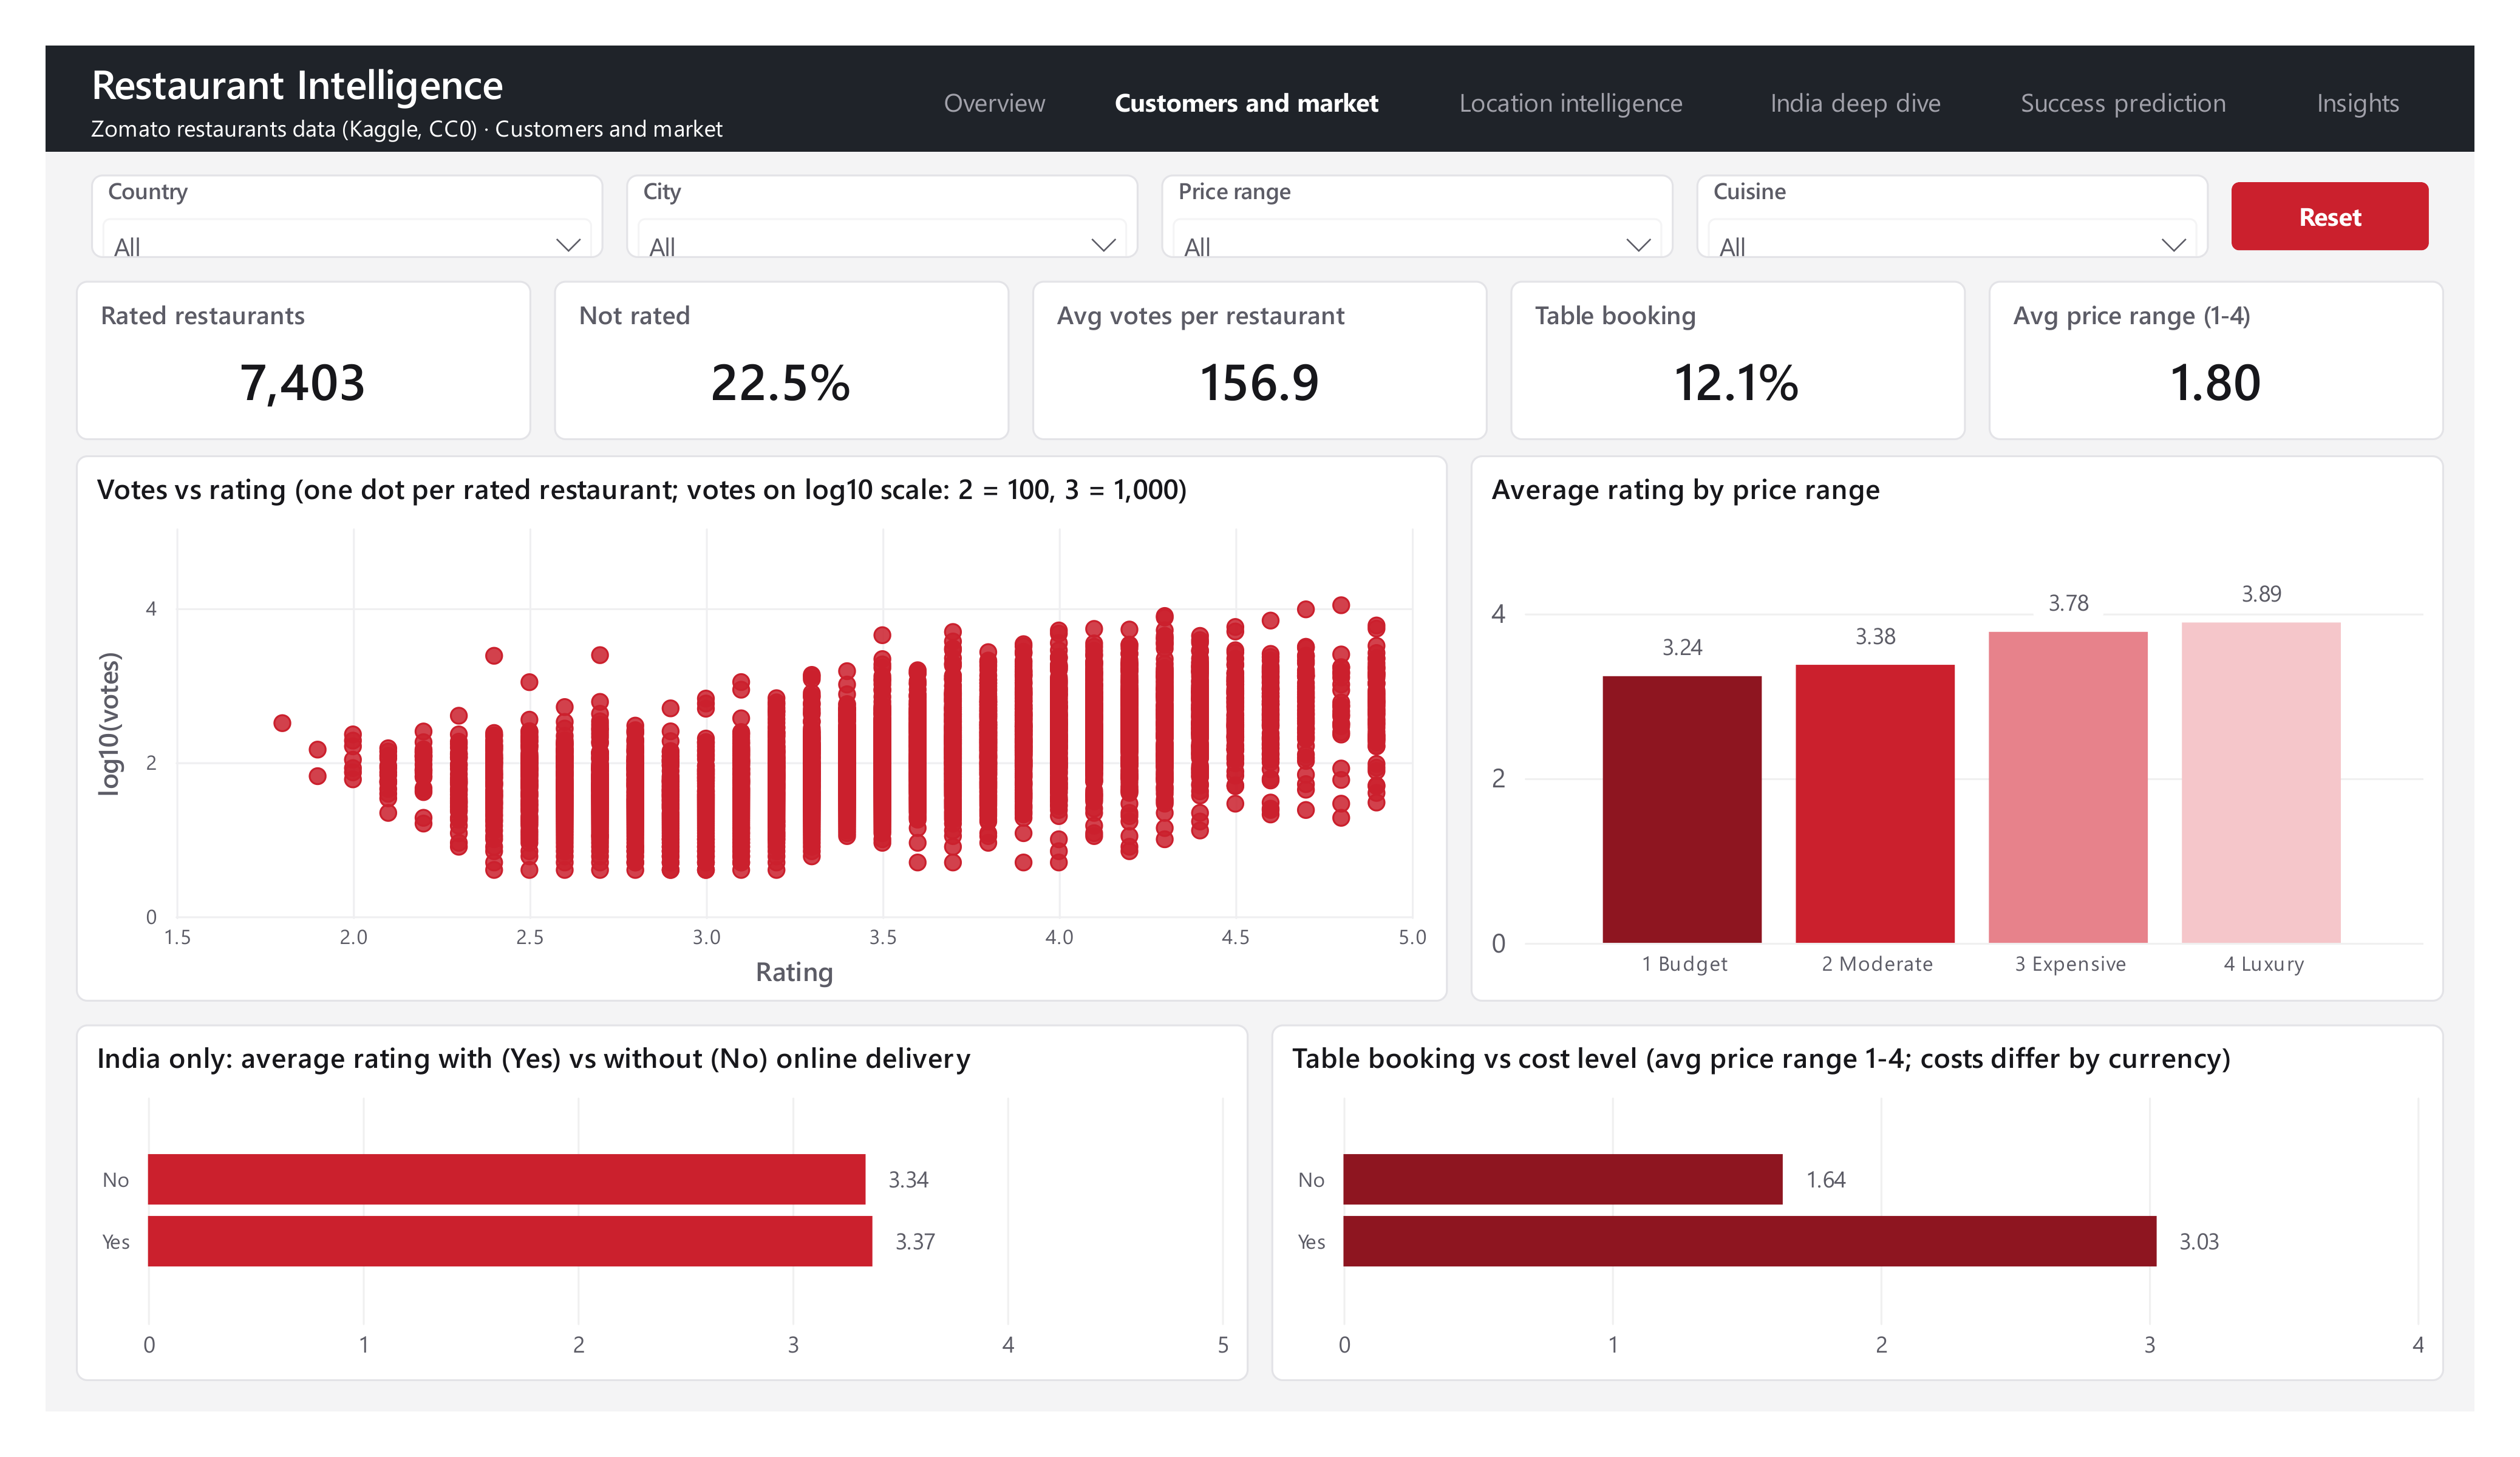 Restaurant Intelligence
Zomato restaurants data (Kaggle, CC0) · Customers and market
Overview
Customers and market
Location intelligence
India deep dive
Success prediction
Insights
Country
All
City
All
Price range
All
Cuisine
All
Reset
Rated restaurants
7,403
Not rated
22.5%
Avg votes per restaurant
156.9
Table booking
12.1%
Avg price range (1-4)
1.80
Votes vs rating (one dot per rated restaurant; votes on log10 scale: 2 = 100, 3 = 1,000)
log10(votes)
4
2
0
1.5 2.0 2.5 3.0 3.5 4.0 4.5 5.0
Rating
Average rating by price range
4
2
0
3.24
3.38
3.78
3.89
1 Budget 2 Moderate 3 Expensive 4 Luxury
India only: average rating with (Yes) vs without (No) online delivery
No 3.34
Yes 3.37
0 1 2 3 4 5
Table booking vs cost level (avg price range 1-4; costs differ by currency)
No 1.64
Yes 3.03
0 1 2 3 4